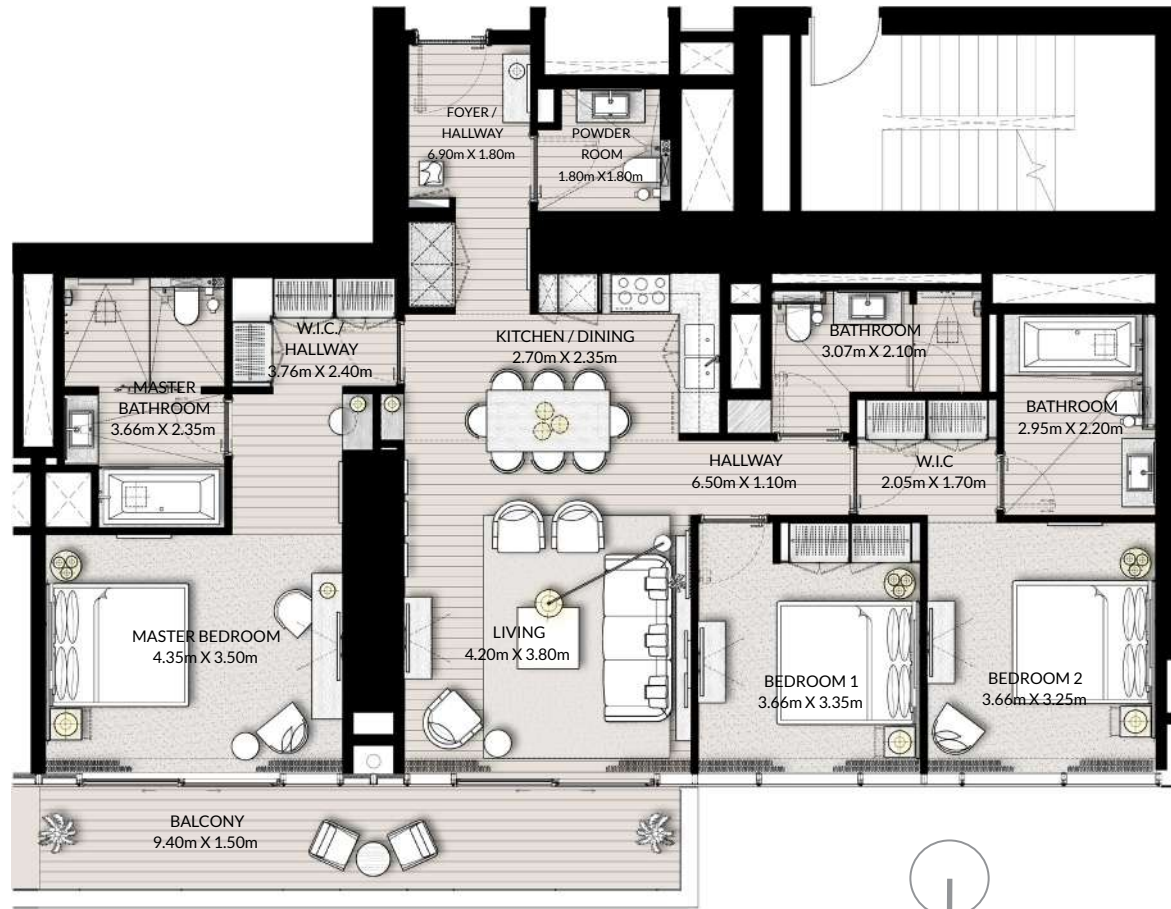 FOYER /
HALLWAY
6.90m X 1.80m
POWDER
ROOM
1.80m X1.80m
W.I.C./
HALLWAY
3.76m X 2.40m
KITCHEN / DINING
2.70m X 2.35m
BATHROOM
3.07m X 2.10m
MASTER
BATHROOM
3.66m X 2.35m
BATHROOM
2.95m X 2.20m
HALLWAY
6.50m X 1.10m
W.I.C
2.05m X 1.70m
MASTER BEDROOM
4.35m X 3.50m
LIVING
4.20m X 3.80m
BEDROOM 1
3.66m X 3.35m
BEDROOM 2
3.66m X 3.25m
BALCONY
9.40m X 1.50m